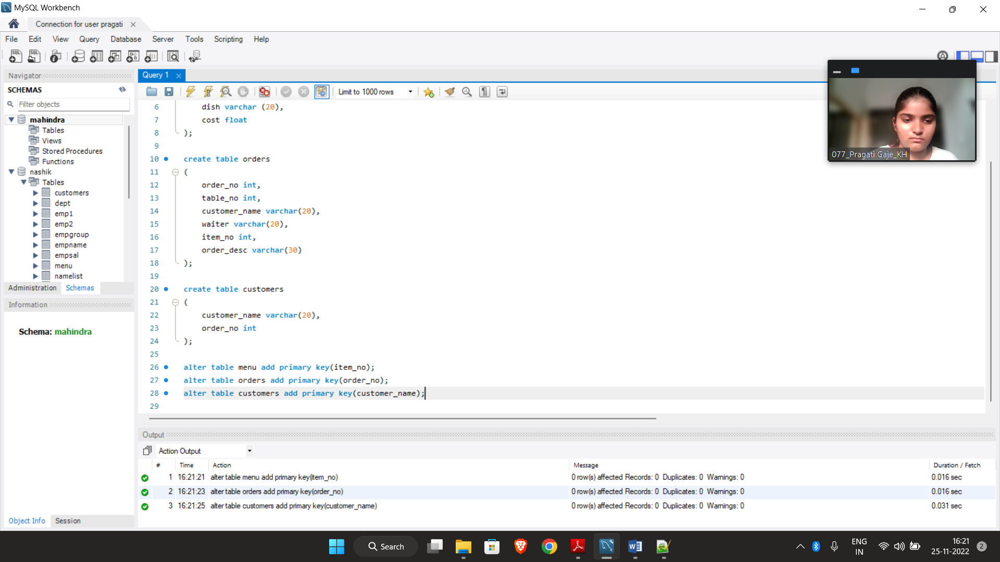 MySQL Workbench
Connection for user pragati
File Edit View Query Database Server Tools Scripting Help
Navigator
SCHEMAS
Filter objects
mahindra
Tables
Views
Stored Procedures
Functions
nashik
Tables
customers
dept
emp1
emp2
empgroup
empname
empsal
menu
namelist
Administration Schemas
Information
Schema: mahindra
Object Info Session
Query 1
Limit to 1000 rows
6 dish varchar (20),
7 cost float
8 );
9
10 create table orders
11 (
12 order_no int,
13 table_no int,
14 customer_name varchar(20),
15 waiter varchar(20),
16 item_no int,
17 order_desc varchar(30)
18 );
19
20 create table customers
21 (
22 customer_name varchar(20),
23 order_no int
24 );
25
26 alter table menu add primary key(item_no);
27 alter table orders add primary key(order_no);
28 alter table customers add primary key(customer_name);
29
077_Pragati Gaje_KH
Output
Action Output
# Time Action Message Duration / Fetch
1 16:21:21 alter table menu add primary key(item_no) 0 row(s) affected Records: 0 Duplicates: 0 Warnings: 0 0.016 sec
2 16:21:23 alter table orders add primary key(order_no) 0 row(s) affected Records: 0 Duplicates: 0 Warnings: 0 0.016 sec
3 16:21:25 alter table customers add primary key(customer_name) 0 row(s) affected Records: 0 Duplicates: 0 Warnings: 0 0.031 sec
Search
ENG
IN
16:21
25-11-2022
2